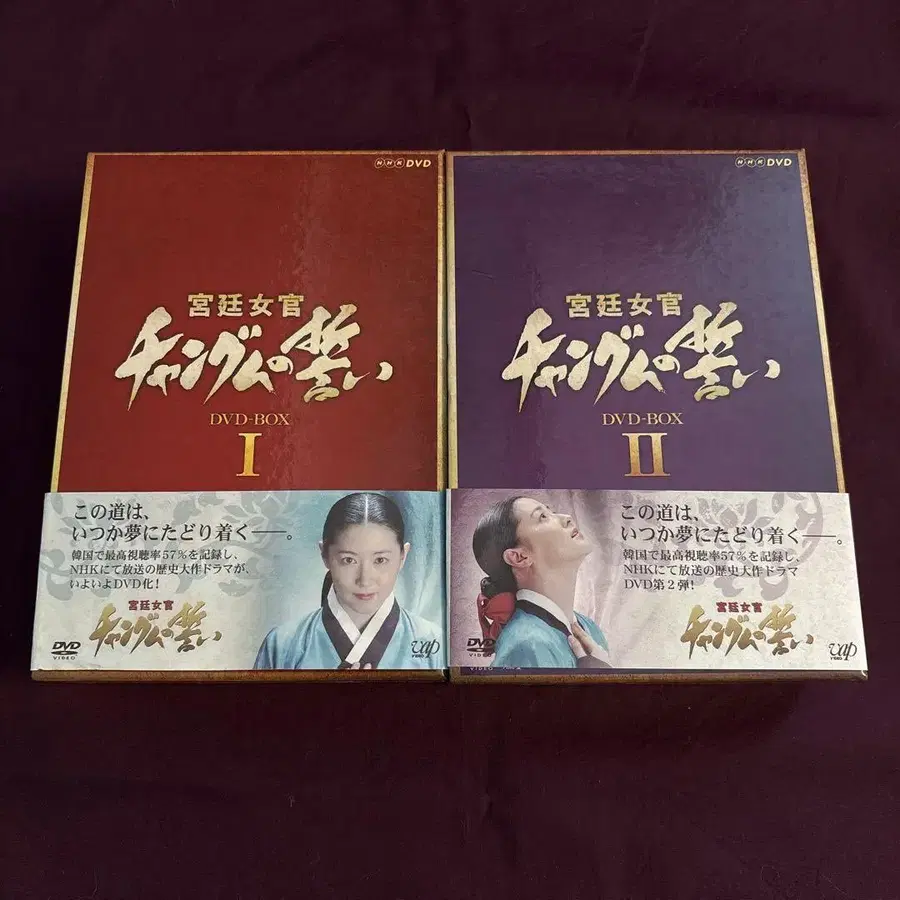 NHK DVD
宮廷女官
チャングムの誓い
DVD-BOX
I
この道は、
いつか夢にたどり着く──。
韓国で最高視聴率57%を記録し、
NHKにて放送の歴史大作ドラマが、
いよいよDVD化!
宮廷女官
チャングムの誓い
DVD
VIDEO
vap
VIDEO
NHK DVD
宮廷女官
チャングムの誓い
DVD-BOX
II
この道は、
いつか夢にたどり着く──。
韓国で最高視聴率57%を記録し、
NHKにて放送の歴史大作ドラマ
DVD第2弾!
宮廷女官
チャングムの誓い
DVD
VIDEO
vap
VIDEO